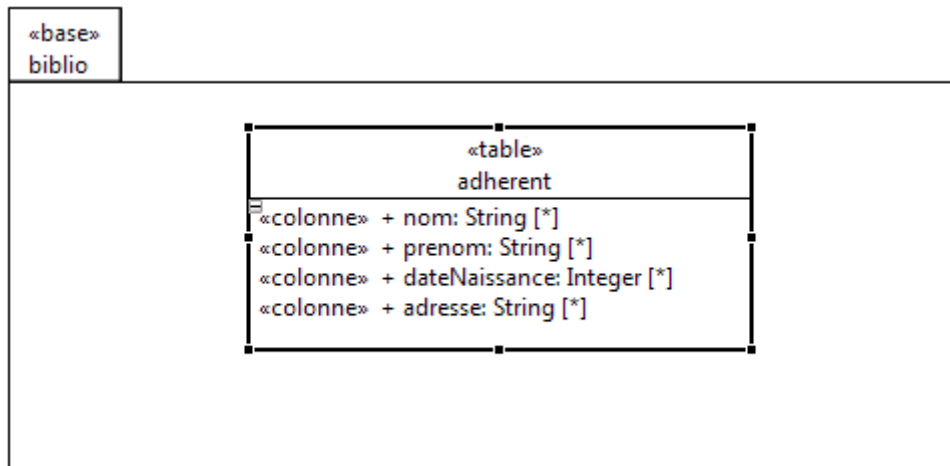 «base»
biblio
«table»
adherent
«colonne» + nom: String [*]
«colonne» + prenom: String [*]
«colonne» + dateNaissance: Integer [*]
«colonne» + adresse: String [*]